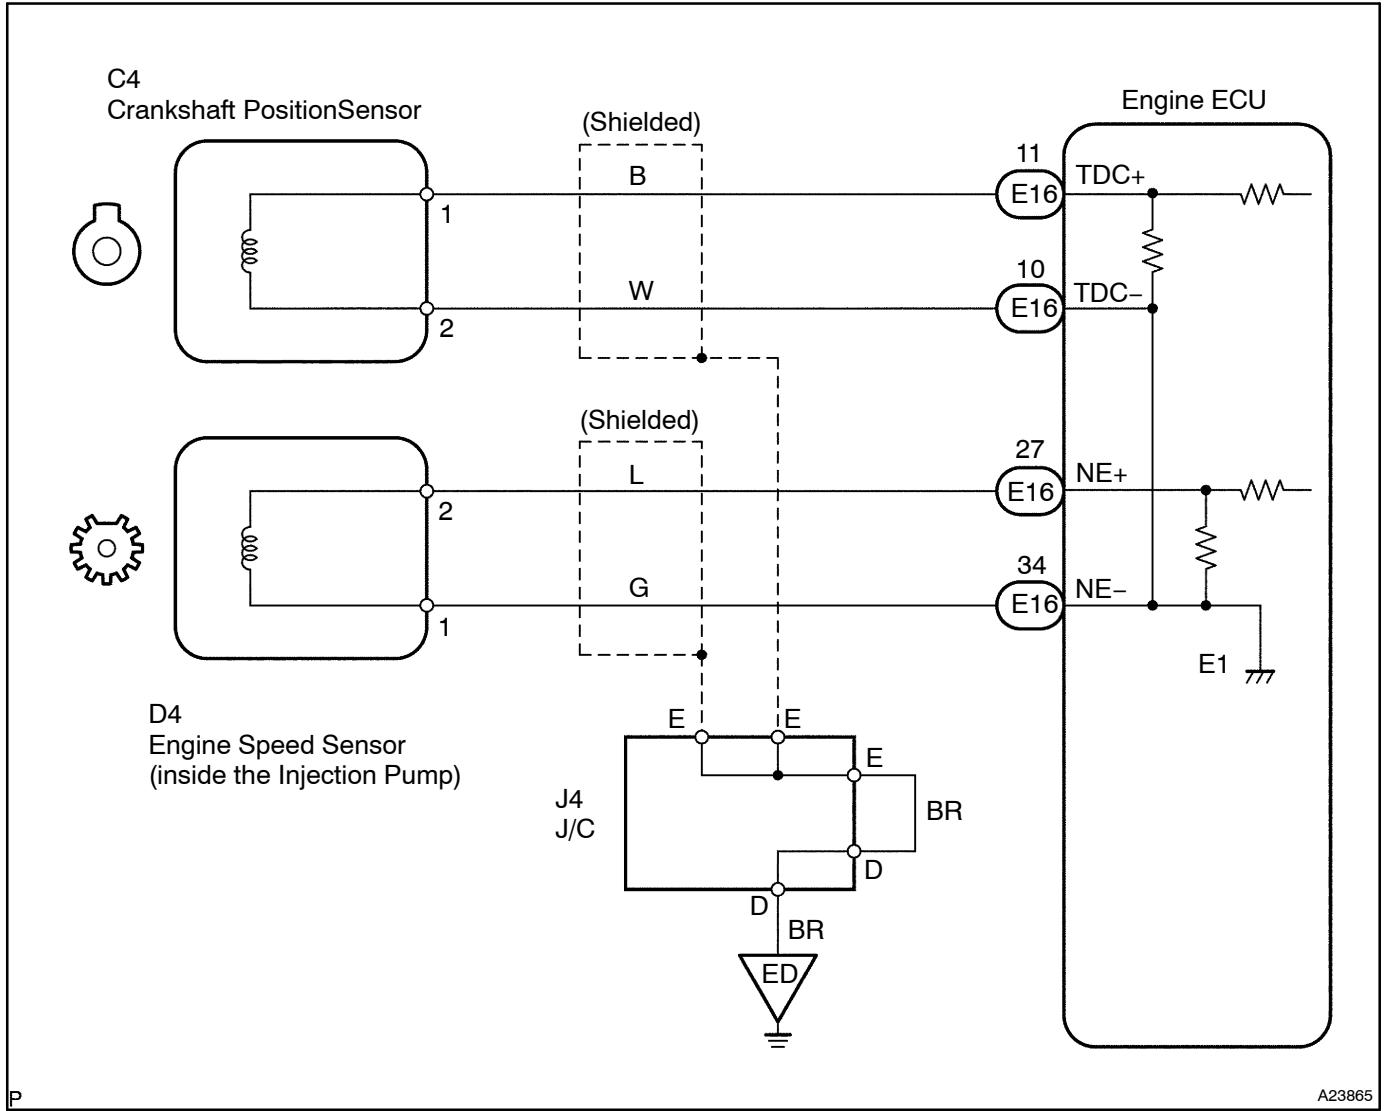 C4
Crankshaft PositionSensor
(Shielded)
Engine ECU
B
11
E16
TDC+
1
W
10
E16
TDC−
2
(Shielded)
L
27
E16
NE+
2
G
34
E16
NE−
1
E1
D4
Engine Speed Sensor
(inside the Injection Pump)
E
E
E
J4
J/C
BR
D
D
BR
ED
P
A23865